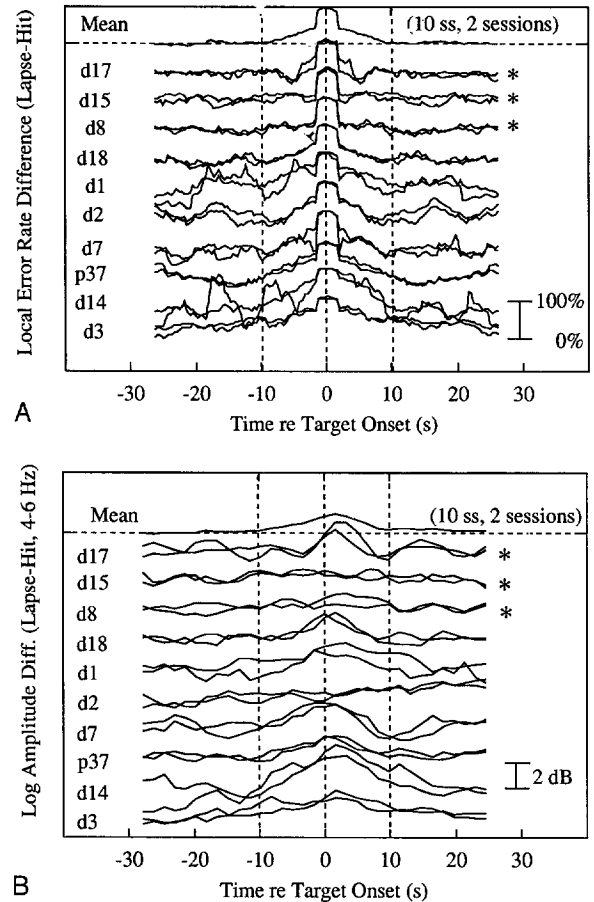 Local Error Rate Difference (Lapse-Hit)
Mean (10 ss, 2 sessions)
d17 *
d15 *
d8 *
d18
d1
d2
d7
p37
d14 100%
d3 0%
-30 -20 -10 0 10 20 30
Time re Target Onset (s)
A
Log Amplitude Diff. (Lapse-Hit, 4-6 Hz)
Mean (10 ss, 2 sessions)
d17 *
d15 *
d8 *
d18
d1
d2
d7
p37
2 dB
d14
d3
-30 -20 -10 0 10 20 30
Time re Target Onset (s)
B